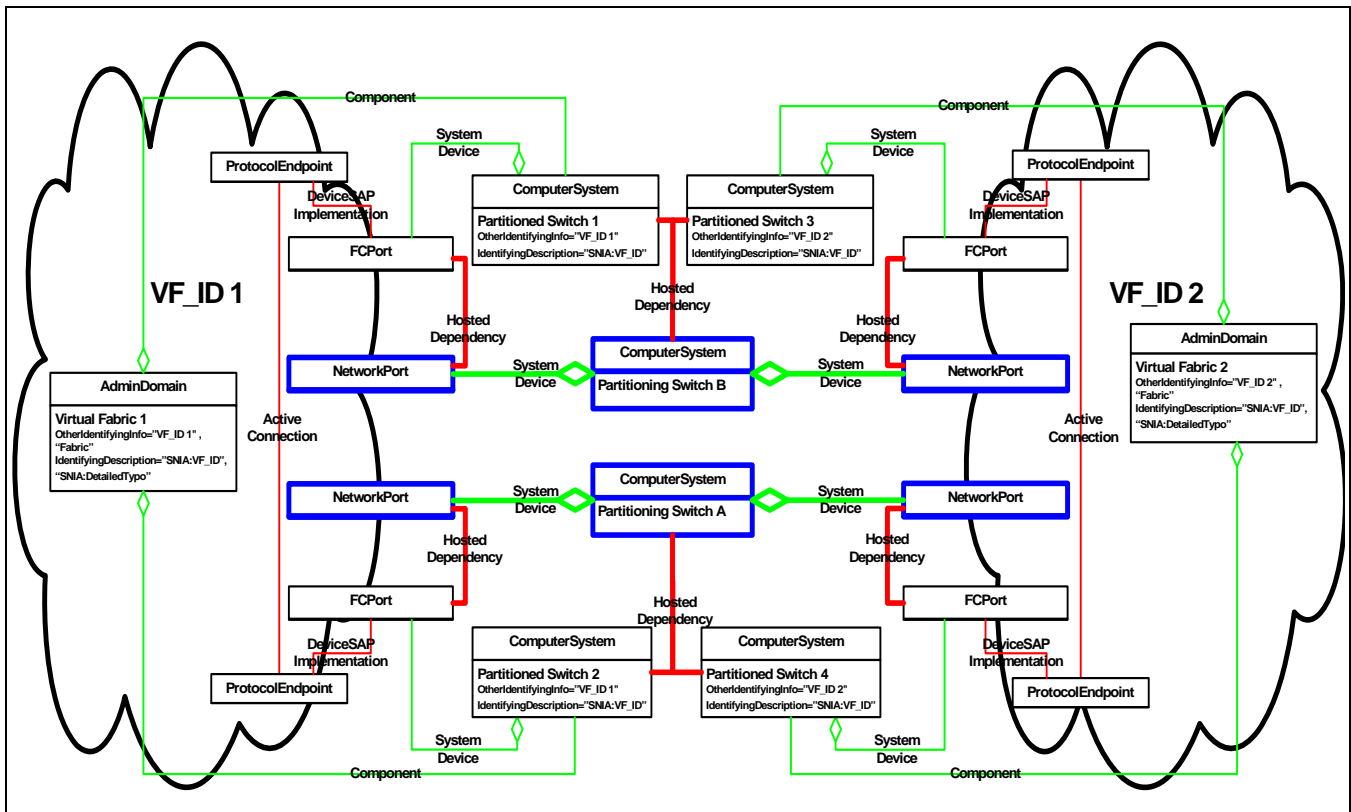 Component
Component
System
Device
System
Device
ProtocolEndpoint
ProtocolEndpoint
DeviceSAP
Implementation
DeviceSAP
Implementation
ComputerSystem
Partitioned Switch 1
OtherIdentifyingInfo="VF_ID 1"
IdentifyingDescription="SNIA:VF_ID"
ComputerSystem
Partitioned Switch 3
OtherIdentifyingInfo="VF_ID 2"
IdentifyingDescription="SNIA:VF_ID"
FCPort
FCPort
VF_ID 1
VF_ID 2
Hosted
Dependency
Hosted
Dependency
Hosted
Dependency
NetworkPort
System
Device
ComputerSystem
Partitioning Switch B
System
Device
NetworkPort
AdminDomain
Virtual Fabric 1
OtherIdentifyingInfo="VF_ID 1" ,
“Fabric”
IdentifyingDescription="SNIA:VF_ID",
“SNIA:DetailedTypo”
Active
Connection
AdminDomain
Virtual Fabric 2
OtherIdentifyingInfo="VF_ID 2" ,
“Fabric”
IdentifyingDescription="SNIA:VF_ID",
“SNIA:DetailedTypo”
Active
Connection
NetworkPort
System
Device
ComputerSystem
Partitioning Switch A
System
Device
NetworkPort
Hosted
Dependency
Hosted
Dependency
Hosted
Dependency
FCPort
FCPort
DeviceSAP
Implementation
DeviceSAP
Implementation
ProtocolEndpoint
ProtocolEndpoint
ComputerSystem
Partitioned Switch 2
OtherIdentifyingInfo="VF_ID 1"
IdentifyingDescription="SNIA:VF_ID"
ComputerSystem
Partitioned Switch 4
OtherIdentifyingInfo="VF_ID 2"
IdentifyingDescription="SNIA:VF_ID"
System
Device
System
Device
Component
Component